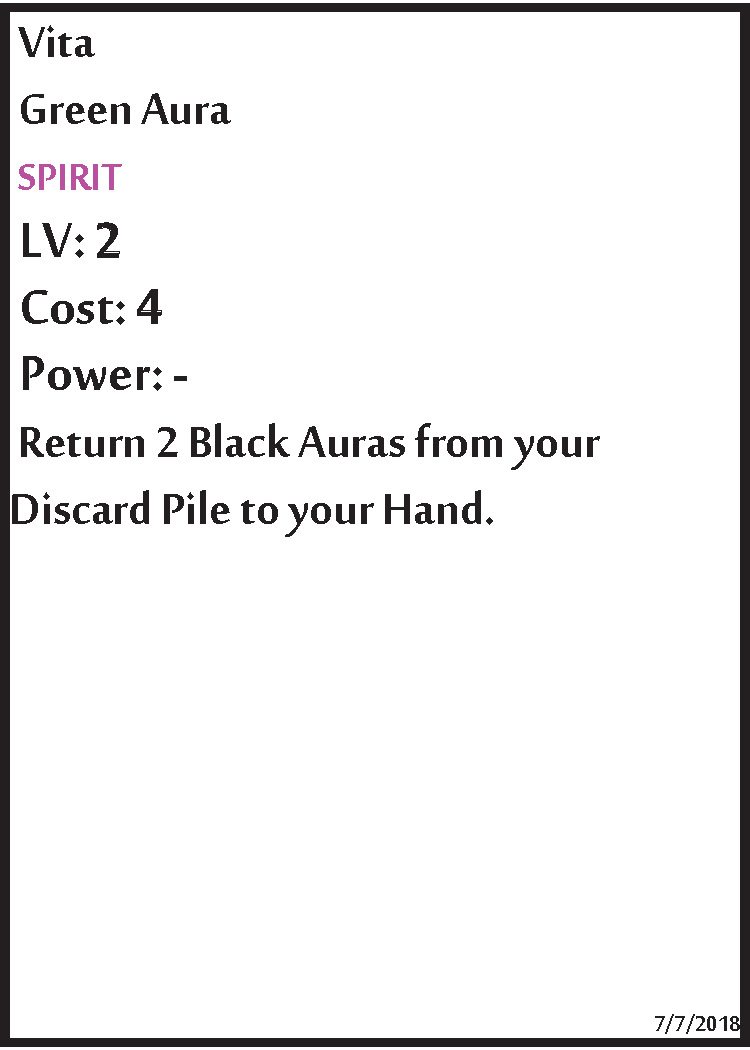 Vita
Green Aura
SPIRIT
LV: 2
Cost: 4
Power: -
Return 2 Black Auras from your
Discard Pile to your Hand.
7/7/2018